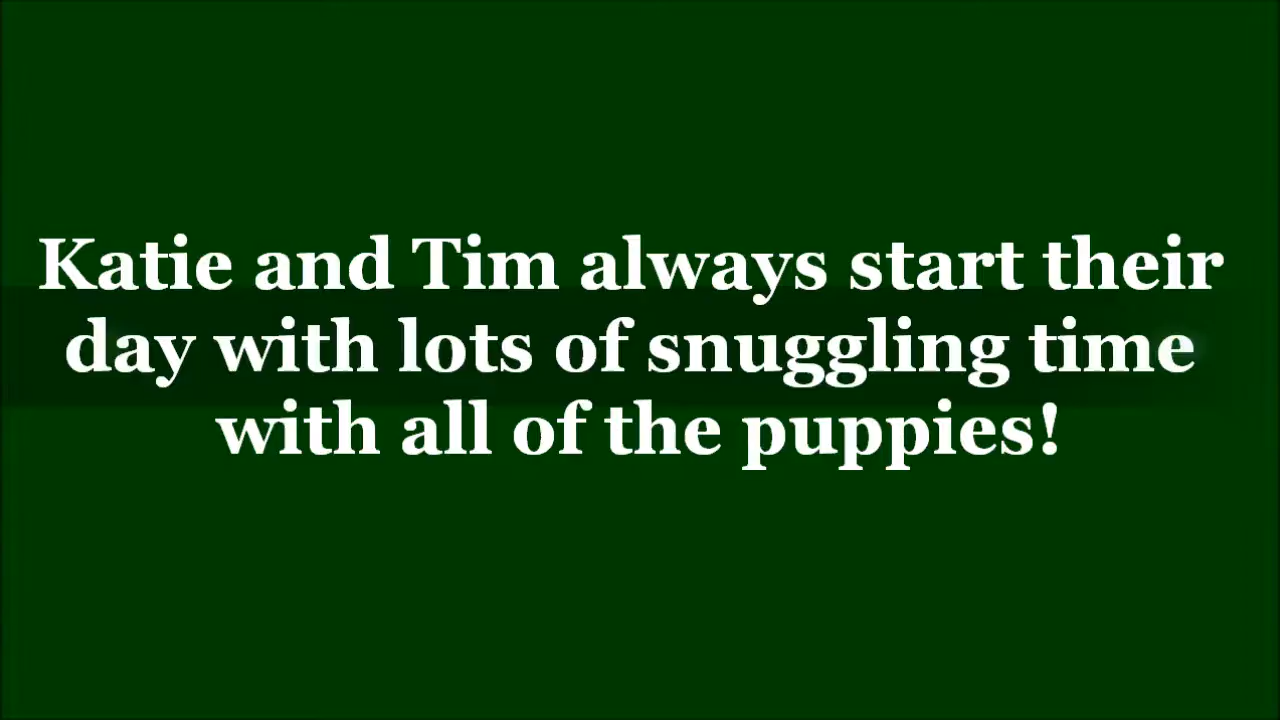 Katie and Tim always start their
day with lots of snuggling time
with all of the puppies!